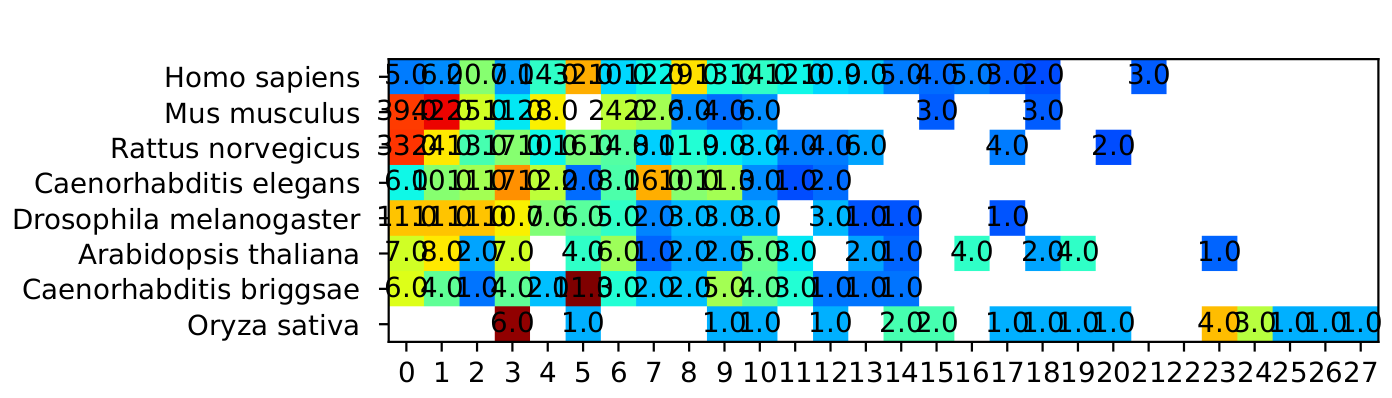 Homo sapiens 5.0 6.0 20.0 7.0 14.0 32.0 10.0 12.0 29.0 13.0 14.0 12.0 10.0 9.0 5.0 4.0 5.0 3.0 2.0 3.0
Mus musculus 39.0 42.0 25.0 11.0 28.0 24.0 22.0 6.0 4.0 6.0 3.0 3.0
Rattus norvegicus 33.0 24.0 13.0 17.0 10.0 16.0 14.0 8.0 11.0 9.0 8.0 4.0 4.0 6.0 4.0 2.0
Caenorhabditis elegans 6.0 10.0 11.0 17.0 12.0 2.0 8.0 16.0 10.0 11.0 3.0 1.0 2.0
Drosophila melanogaster 11.0 11.0 11.0 10.0 7.0 6.0 5.0 2.0 3.0 3.0 3.0 3.0 1.0 1.0 1.0
Arabidopsis thaliana 7.0 8.0 2.0 7.0 4.0 6.0 1.0 2.0 2.0 5.0 3.0 2.0 1.0 4.0 2.0 4.0 1.0
Caenorhabditis briggsae 6.0 4.0 1.0 4.0 2.0 11.0 3.0 2.0 2.0 5.0 4.0 3.0 1.0 1.0 1.0
Oryza sativa 6.0 1.0 1.0 1.0 1.0 2.0 2.0 1.0 1.0 1.0 1.0 4.0 3.0 1.0 1.0 1.0
0 1 2 3 4 5 6 7 8 9 10 11 12 13 14 15 16 17 18 19 20 21 22 23 24 25 26 27